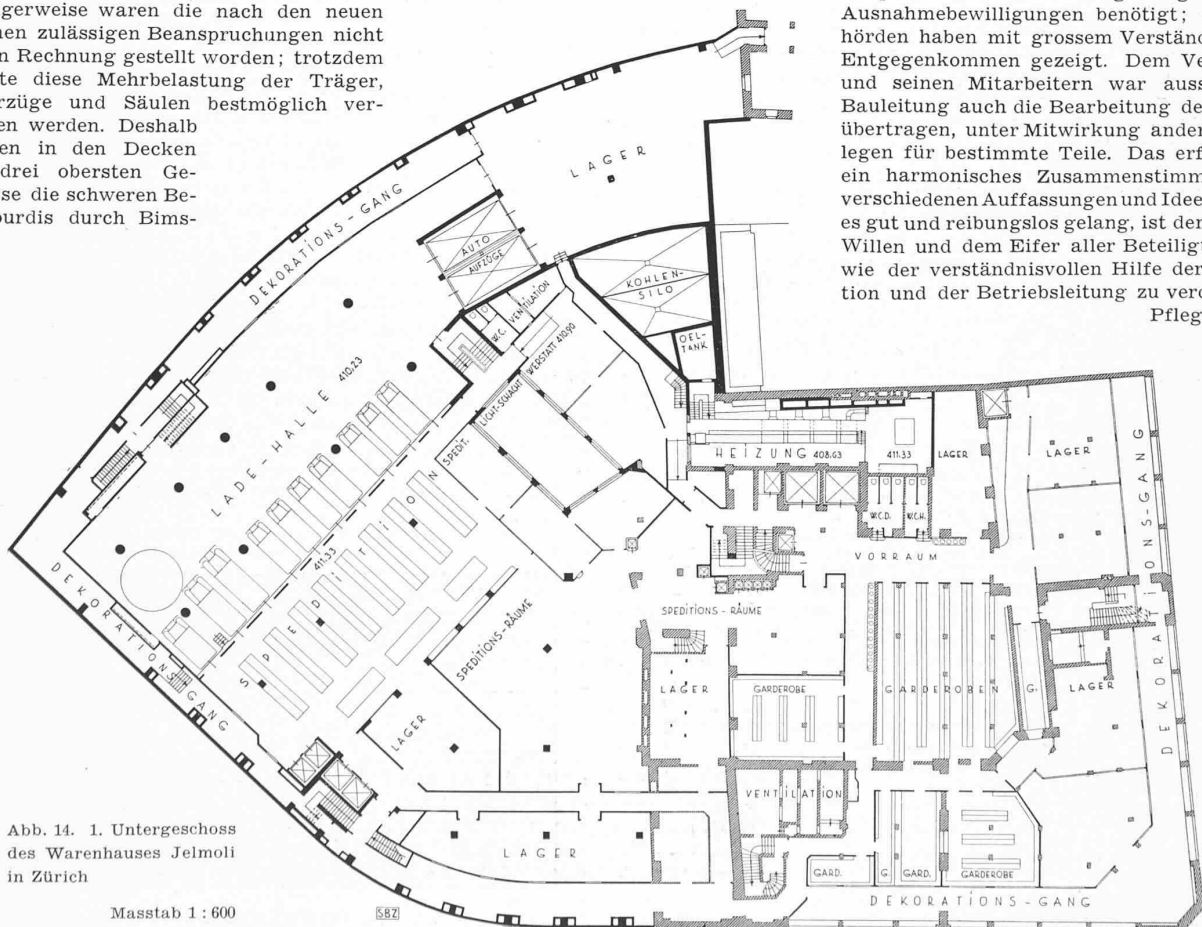 gerweise waren die nach den neuen
nen zulässigen Beanspruchungen nicht
n Rechnung gestellt worden; trotzdem
te diese Mehrbelastung der Träger,
rzüge und Säulen bestmöglich ver-
en werden. Deshalb
en in den Decken
drei obersten Ge-
se die schweren Be-
ourdis durch Bims-
Ausnahmebewilligungen benötigt;
hörden haben mit grossem Verständ
Entgegenkommen gezeigt. Dem Ve
und seinen Mitarbeitern war auss
Bauleitung auch die Bearbeitung de
übertragen, unter Mitwirkung ander
legen für bestimmte Teile. Das erf
ein harmonisches Zusammenstimm
verschiedenen Auffassungen und Idee
es gut und reibungslos gelang, ist den
Willen und dem Eifer aller Beteiligt
wie der verständnisvollen Hilfe der
tion und der Betriebsleitung zu verd
Pfleg
LAGER
DEKORATIONS-GANG
AUTO
AUFZÜGE
KOHLEN-
SILO
OEL-
TANK
W.C.
VENTILATION
WERSTATT 410.90
LICHT-SCHACHT
SPEDIT.
LADE-HALLE 410.23
411.33
SPEDITION
HEIZUNG 408.63
411.33
LAGER
LAGER
DEKORATIONS-GANG
W.C.D.
W.C.H.
VORRAUM
SPEDITIONS-RÄUME
SPEDITIONS-RÄUME
DEKORATIONS GANG
LAGER
LAGER
GARDEROBE
GARDEROBEN
G.
LAGER
VENTILATION
LAGER
GARD.
G.
GARD.
GARDEROBE
DEKORATIONS-GANG
Abb. 14. 1. Untergeschoss
des Warenhauses Jelmoli
in Zürich
Masstab 1:600
SBZ